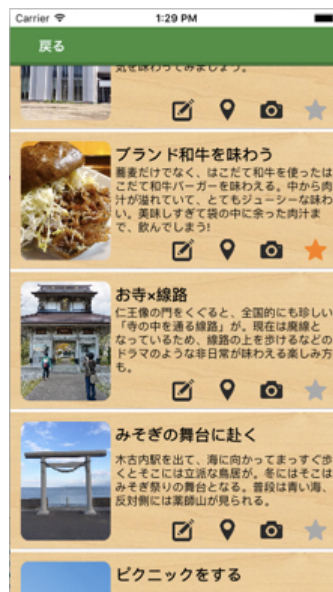 Carrier
1:29 PM
戻る
気を味わってみましょう。
ブランド和牛を味わう
蕎麦だけでなく、はこだて和牛を使ったは
こだて和牛バーガーを味わえる。中から肉
汁が溢れていて、とてもジューシーな味わ
い。美味しすぎて袋の中に余った肉汁ま
で、飲んでしまう!
お寺×線路
仁王像の門をくぐると、全国的にも珍しい
「寺の中を通る線路」が。現在は廃線と
なっているため、線路の上を歩けるなどの
ドラマのような非日常が味わえる楽しみ方
も。
みそぎの舞台に赴く
木古内駅を出て、海に向かってまっすぐ歩
くとそこには立派な鳥居が。冬にはそこは
みそぎ祭りの舞台となる。普段は青い海、
反対側には薬師山が見られる。
ピクニックをする